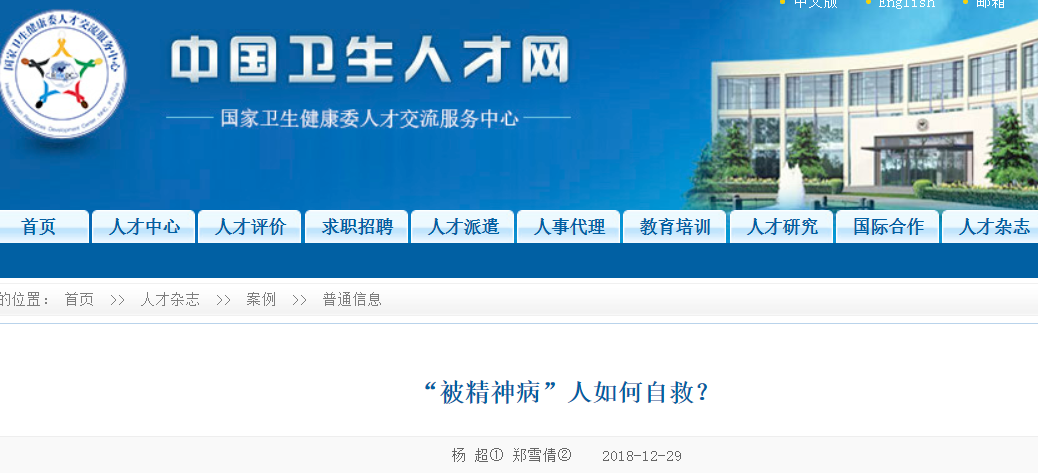 中文版 English 邮箱
国家卫生健康委人才交流服务中心
中国卫生人才网
国家卫生健康委人才交流服务中心
首页 人才中心 人才评价 求职招聘 人才派遣 人事代理 教育培训 人才研究 国际合作 人才杂志
的位置： 首页 >> 人才杂志 >> 案例 >> 普通信息
“被精神病”人如何自救？
杨 超① 郑雪倩② 2018-12-29